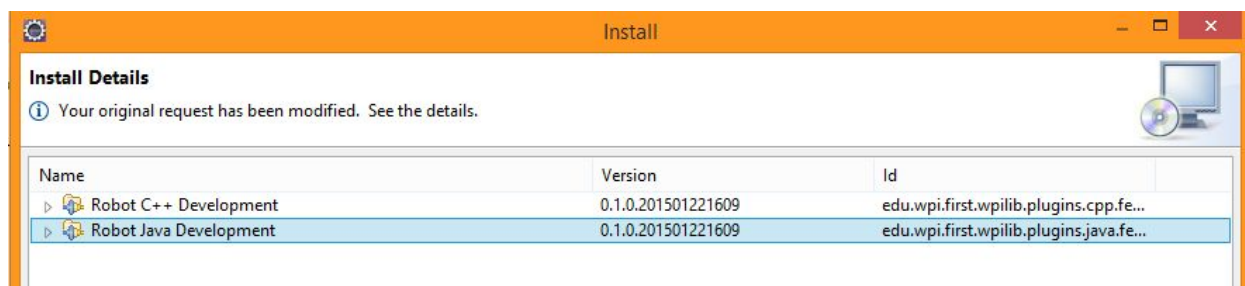 Install
Install Details
Your original request has been modified. See the details.
Name Version Id
Robot C++ Development 0.1.0.201501221609 edu.wpi.first.wpilib.plugins.cpp.fe...
Robot Java Development 0.1.0.201501221609 edu.wpi.first.wpilib.plugins.java.fe...